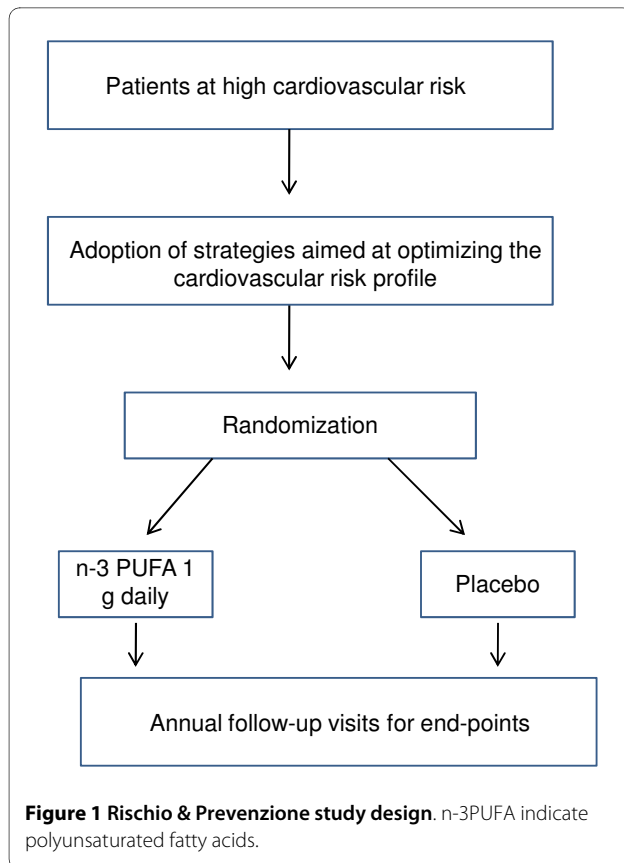 Patients at high cardiovascular risk
Adoption of strategies aimed at optimizing the
cardiovascular risk profile
Randomization
n-3 PUFA 1
g daily
Placebo
Annual follow-up visits for end-points
Figure 1 Rischio & Prevenzione study design. n-3PUFA indicate
polyunsaturated fatty acids.